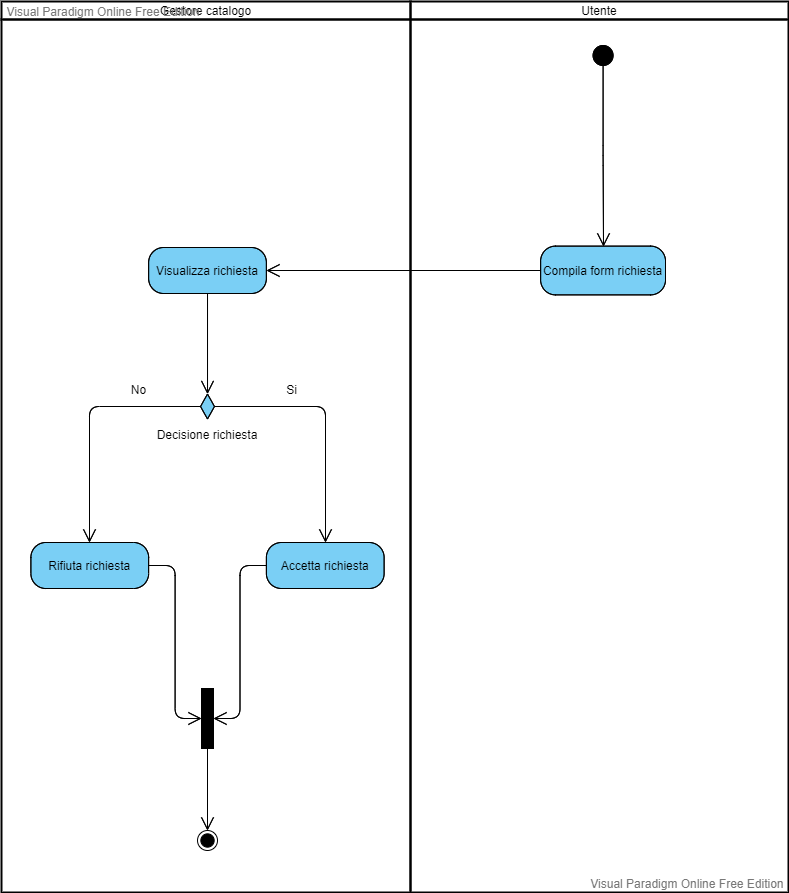 Visual Paradigm Online Free Edition
Gestore catalogo
Utente
Visualizza richiesta
Compila form richiesta
No
Si
Decisione richiesta
Rifiuta richiesta
Accetta richiesta
Visual Paradigm Online Free Edition